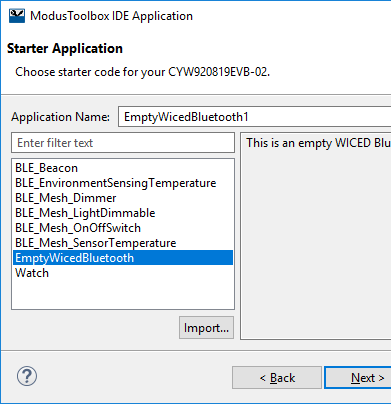 ModusToolbox IDE Application
Starter Application
Choose starter code for your CYW920819EVB-02.
Application Name: EmptyWicedBluetooth1
Enter filter text
This is an empty WICED Blu
BLE_Beacon
BLE_EnvironmentSensingTemperature
BLE_Mesh_Dimmer
BLE_Mesh_LightDimmable
BLE_Mesh_OnOffSwitch
BLE_Mesh_SensorTemperature
EmptyWicedBluetooth
Watch
Import...
?
< Back
Next >